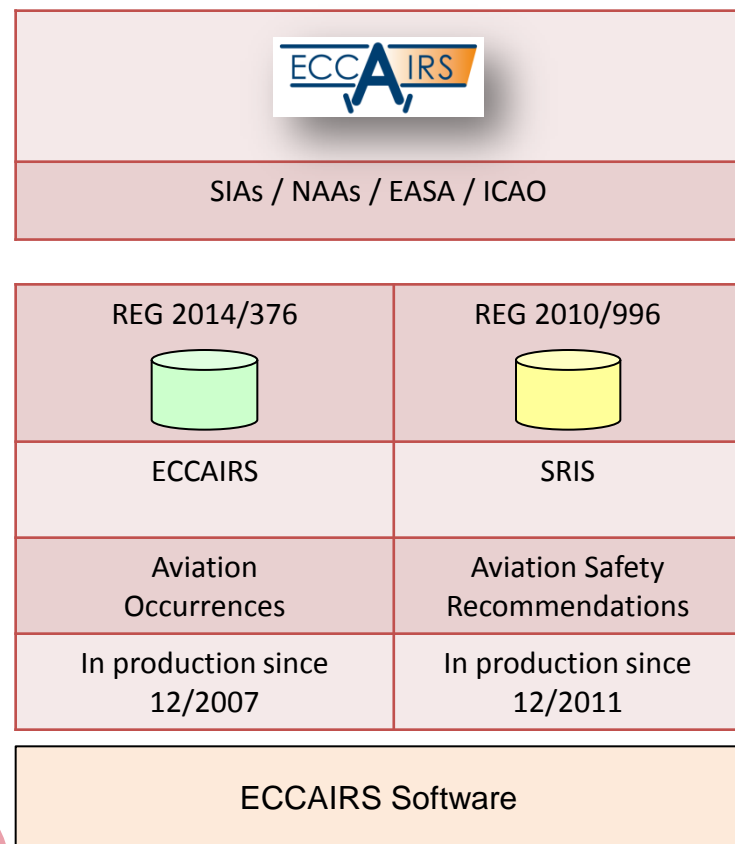 ECCAIRS
SIAs / NAAs / EASA / ICAO
REG 2014/376
REG 2010/996
ECCAIRS
SRIS
Aviation
Occurrences
Aviation Safety
Recommendations
In production since
12/2007
In production since
12/2011
ECCAIRS Software